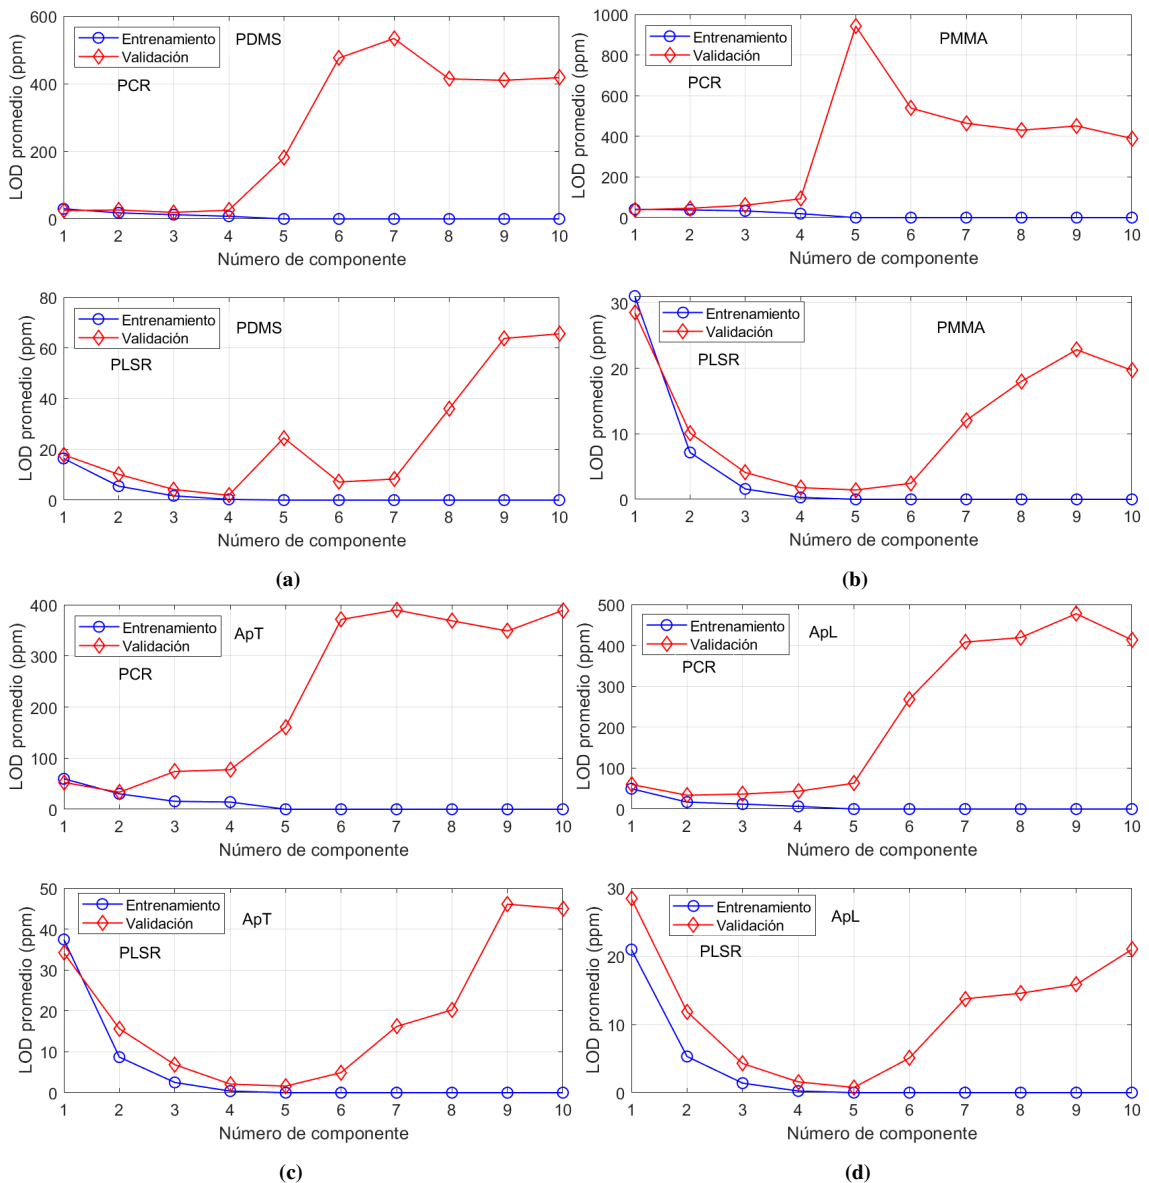 LOD promedio (ppm)
600
400
200
0
Entrenamiento
Validación
PDMS
PCR
1 2 3 4 5 6 7 8 9 10
Número de componente
LOD promedio (ppm)
1000
800
600
400
200
0
Entrenamiento
Validación
PMMA
PCR
1 2 3 4 5 6 7 8 9 10
Número de componente
LOD promedio (ppm)
80
60
40
20
0
Entrenamiento
Validación
PDMS
PLSR
1 2 3 4 5 6 7 8 9 10
Número de componente
LOD promedio (ppm)
30
20
10
0
Entrenamiento
Validación
PMMA
PLSR
1 2 3 4 5 6 7 8 9 10
Número de componente
(a)
(b)
LOD promedio (ppm)
400
300
200
100
0
Entrenamiento
Validación
ApT
PCR
1 2 3 4 5 6 7 8 9 10
Número de componente
LOD promedio (ppm)
500
400
300
200
100
0
Entrenamiento
Validación
ApL
PCR
1 2 3 4 5 6 7 8 9 10
Número de componente
LOD promedio (ppm)
50
40
30
20
10
0
Entrenamiento
Validación
ApT
PLSR
1 2 3 4 5 6 7 8 9 10
Número de componente
LOD promedio (ppm)
30
20
10
0
Entrenamiento
Validación
ApL
PLSR
1 2 3 4 5 6 7 8 9 10
Número de componente
(c)
(d)